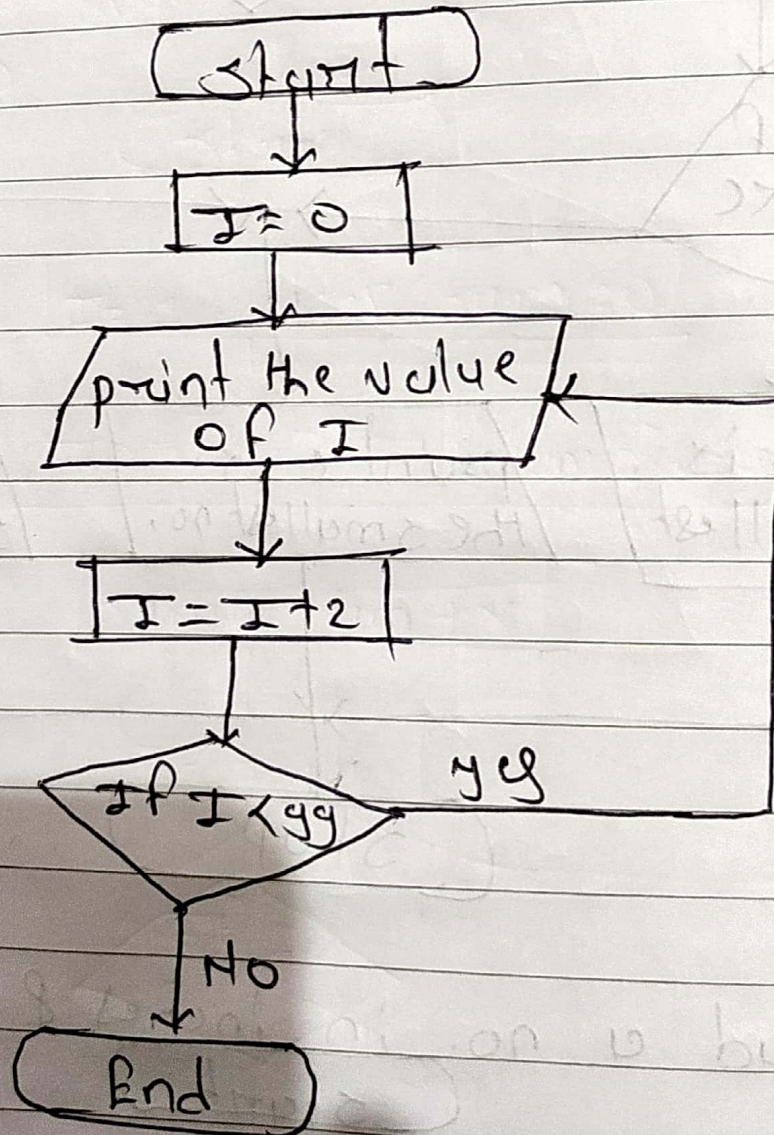 Start
I = 0
print the value
of I
I = I + 2
If I < 99
yes
NO
End